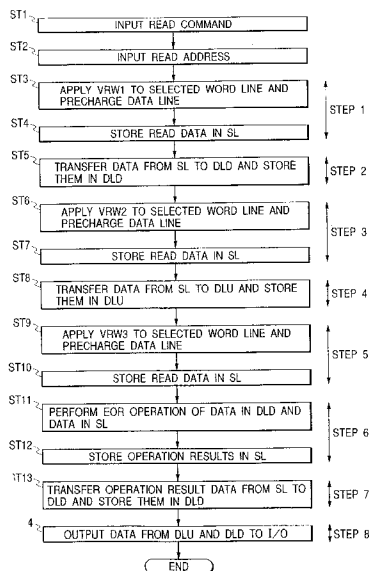 ST1
INPUT READ COMMAND
ST2
INPUT READ ADDRESS
ST3
APPLY VRW1 TO SELECTED WORD LINE AND
PRECHARGE DATA LINE
STEP 1
ST4
STORE READ DATA IN SL
ST5
TRANSFER DATA FROM SL TO DLD AND STORE
THEM IN DLD
STEP 2
ST6
APPLY VRW2 TO SELECTED WORD LINE AND
PRECHARGE DATA LINE
STEP 3
ST7
STORE READ DATA IN SL
ST8
TRANSFER DATA FROM SL TO DLU AND STORE
THEM IN DLU
STEP 4
ST9
APPLY VRW3 TO SELECTED WORD LINE AND
PRECHARGE DATA LINE
STEP 5
ST10
STORE READ DATA IN SL
ST11
PERFORM EOR OPERATION OF DATA IN DLD AND
DATA IN SL
STEP 6
ST12
STORE OPERATION RESULTS IN SL
\T13
TRANSFER OPERATION RESULT DATA FROM SL TO
DLD AND STORE THEM IN DLD
STEP 7
4
OUTPUT DATA FROM DLU AND DLD TO I/O
STEP 8
END